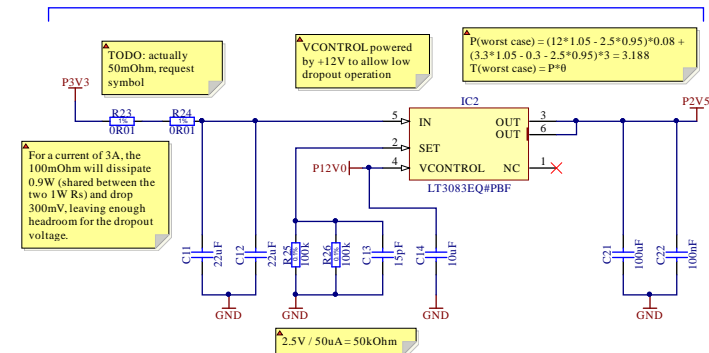 TODO: actually
50mOhm, request
symbol
VCONTROL powered
by +12V to allow low
dropout operation
P(worst case) = (12*1.05 - 2.5*0.95)*0.08 +
(3.3*1.05 - 0.3 - 2.5*0.95)*3 = 3.188
T(worst case) = P*θ
P3V3
R23
1%
0R01
R24
1%
0R01
IC2
5
IN
OUT
3
OUT
6
2
SET
P12V0
4
VCONTROL
NC
1
LT3083EQ#PBF
P2V5
For a current of 3A, the
100mOhm will dissipate
0.9W (shared between the
two 1W Rs) and drop
300mV, leaving enough
headroom for the dropout
voltage.
C11
22uF
C12
22uF
R25
0.1%
100k
R26
0.1%
100k
C13
15pF
C14
10uF
C21
100uF
C22
100nF
GND
GND
GND
GND
2.5V / 50uA = 50kOhm